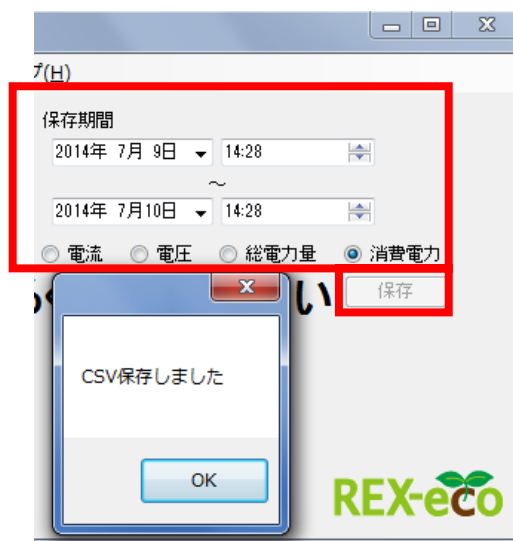 プ(H)
保存期間
2014年 7月 9日 14:28
～
2014年 7月10日 14:28
電流 電圧 総電力量 消費電力
い 保存
CSV保存しました
OK
REX-eco